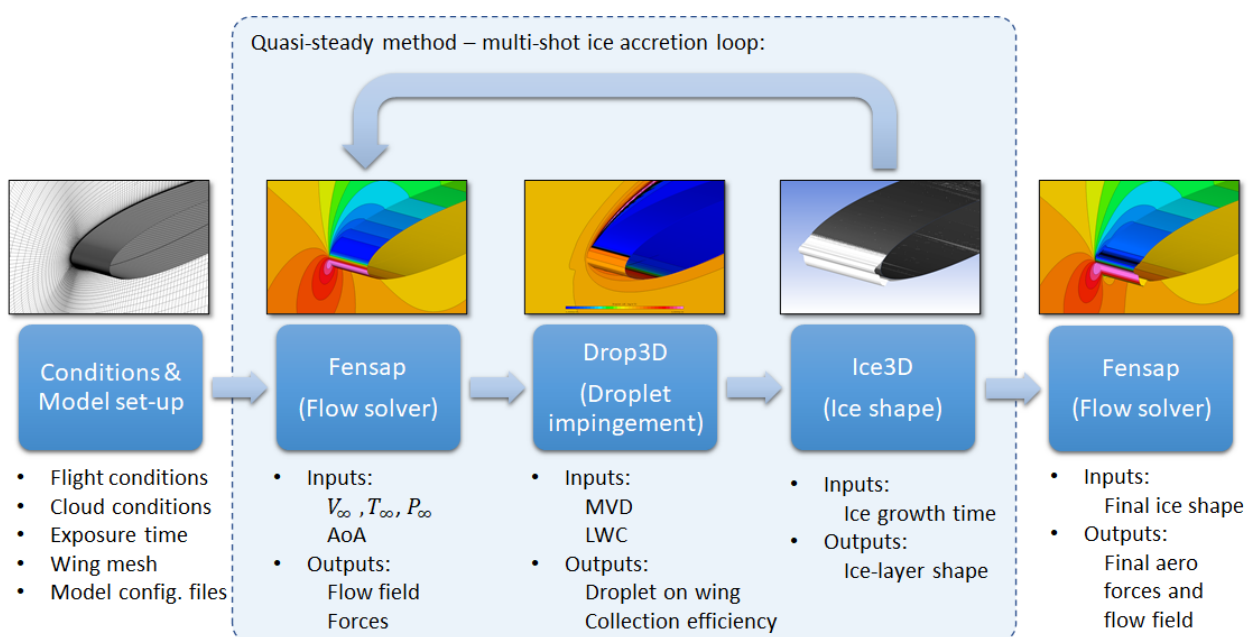 Quasi-steady method – multi-shot ice accretion loop:
Conditions &
Model set-up
Fensap
(Flow solver)
Drop3D
(Droplet
impingement)
Ice3D
(Ice shape)
Fensap
(Flow solver)
• Flight conditions
• Cloud conditions
• Exposure time
• Wing mesh
• Model config. files
• Inputs:
V∞ ,T∞, P∞
AoA
• Outputs:
Flow field
Forces
• Inputs:
MVD
LWC
• Outputs:
Droplet on wing
Collection efficiency
• Inputs:
Ice growth time
• Outputs:
Ice-layer shape
• Inputs:
Final ice shape
• Outputs:
Final aero
forces and
flow field